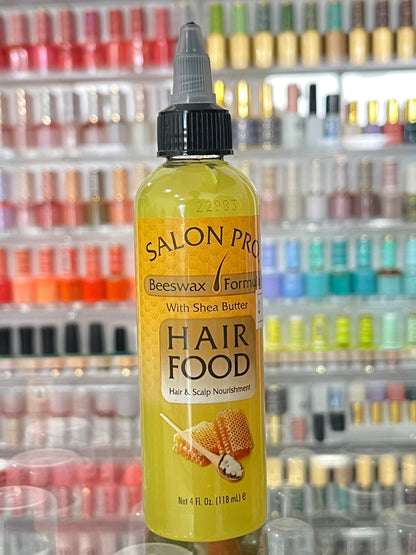 22983
SALON PRO
Beeswax Formu
With Shea Butter
HAIR
FOOD
Hair & Scalp Nourishment
Net 4 Fl. Oz. (118 mL) e